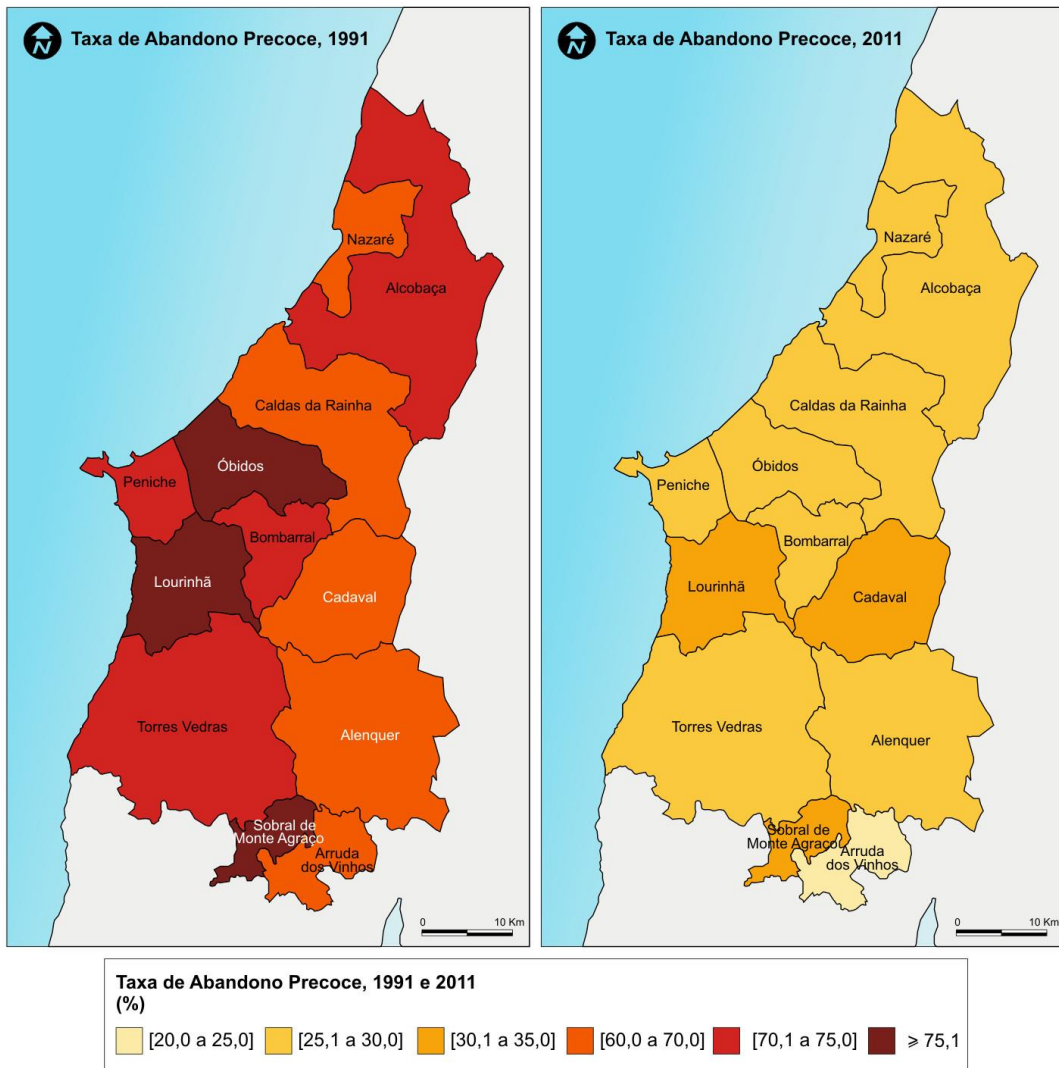 N
Taxa de Abandono Precoce, 1991
Nazaré
Alcobaça
Caldas da Rainha
Óbidos
Peniche
Bombarral
Lourinhã
Cadaval
Torres Vedras
Alenquer
Sobral de
Monte Agraço
Arruda
dos Vinhos
0 10 Km
N
Taxa de Abandono Precoce, 2011
Nazaré
Alcobaça
Caldas da Rainha
Óbidos
Peniche
Bombarral
Lourinhã
Cadaval
Torres Vedras
Alenquer
Sobral de
Monte Agraço
Arruda
dos Vinhos
0 10 Km
Taxa de Abandono Precoce, 1991 e 2011
(%)
[20,0 a 25,0] [25,1 a 30,0] [30,1 a 35,0] [60,0 a 70,0] [70,1 a 75,0] ⩾ 75,1